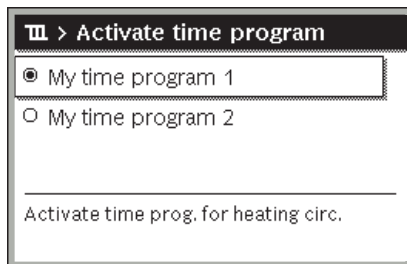 > Activate time program
My time program 1
My time program 2
Activate time prog. for heating circ.